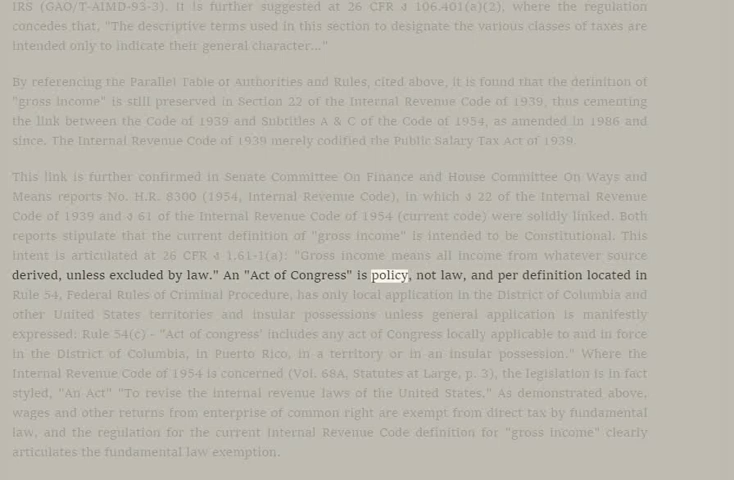 IRS (GAO/T-AIMD-93-3). It is further suggested at 26 CFR § 106.401(a)(2), where the regulation
concedes that, "The descriptive terms used in this section to designate the various classes of taxes are
intended only to indicate their general character..."
By referencing the Parallel Table of Authorities and Rules, cited above, it is found that the definition of
"gross income" is still preserved in Section 22 of the Internal Revenue Code of 1939, thus cementing
the link between the Code of 1939 and Subtitles A & C of the Code of 1954, as amended in 1986 and
since. The Internal Revenue Code of 1939 merely codified the Public Salary Tax Act of 1939.
This link is further confirmed in Senate Committee On Finance and House Committee On Ways and
Means reports No. H.R. 8300 (1954, Internal Revenue Code), in which § 22 of the Internal Revenue
Code of 1939 and § 61 of the Internal Revenue Code of 1954 (current code) were solidly linked. Both
reports stipulate that the current definition of "gross income" is intended to be Constitutional. This
intent is articulated at 26 CFR § 1.61-1(a): "Gross income means all income from whatever source
derived, unless excluded by law." An "Act of Congress" is policy, not law, and per definition located in
Rule 54, Federal Rules of Criminal Procedure, has only local application in the District of Columbia and
other United States territories and insular possessions unless general application is manifestly
expressed: Rule 54(c) - "Act of congress' includes any act of Congress locally applicable to and in force
in the District of Columbia, in Puerto Rico, in a territory or in an insular possession." Where the
Internal Revenue Code of 1954 is concerned (Vol. 68A, Statutes at Large, p. 3), the legislation is in fact
styled, "An Act" "To revise the internal revenue laws of the United States." As demonstrated above,
wages and other returns from enterprise of common right are exempt from direct tax by fundamental
law, and the regulation for the current Internal Revenue Code definition for "gross income" clearly
articulates the fundamental law exemption.